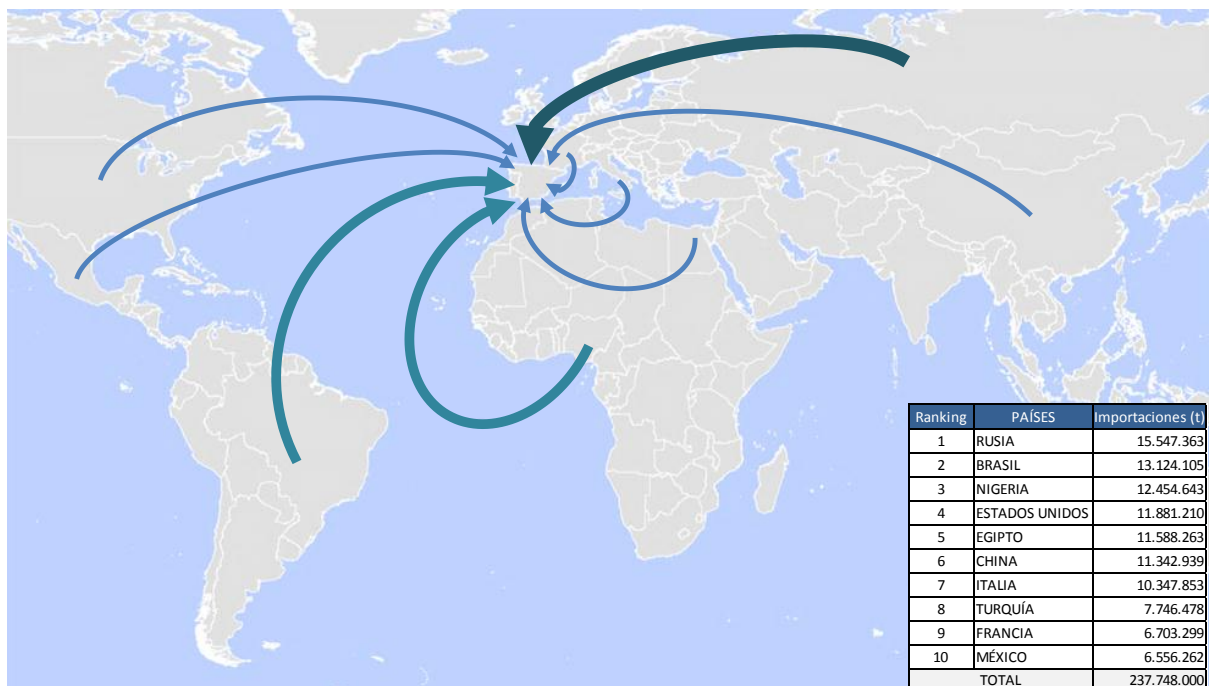 Ranking PAÍSES Importaciones (t)
1 RUSIA 15.547.363
2 BRASIL 13.124.105
3 NIGERIA 12.454.643
4 ESTADOS UNIDOS 11.881.210
5 EGIPTO 11.588.263
6 CHINA 11.342.939
7 ITALIA 10.347.853
8 TURQUÍA 7.746.478
9 FRANCIA 6.703.299
10 MÉXICO 6.556.262
TOTAL 237.748.000